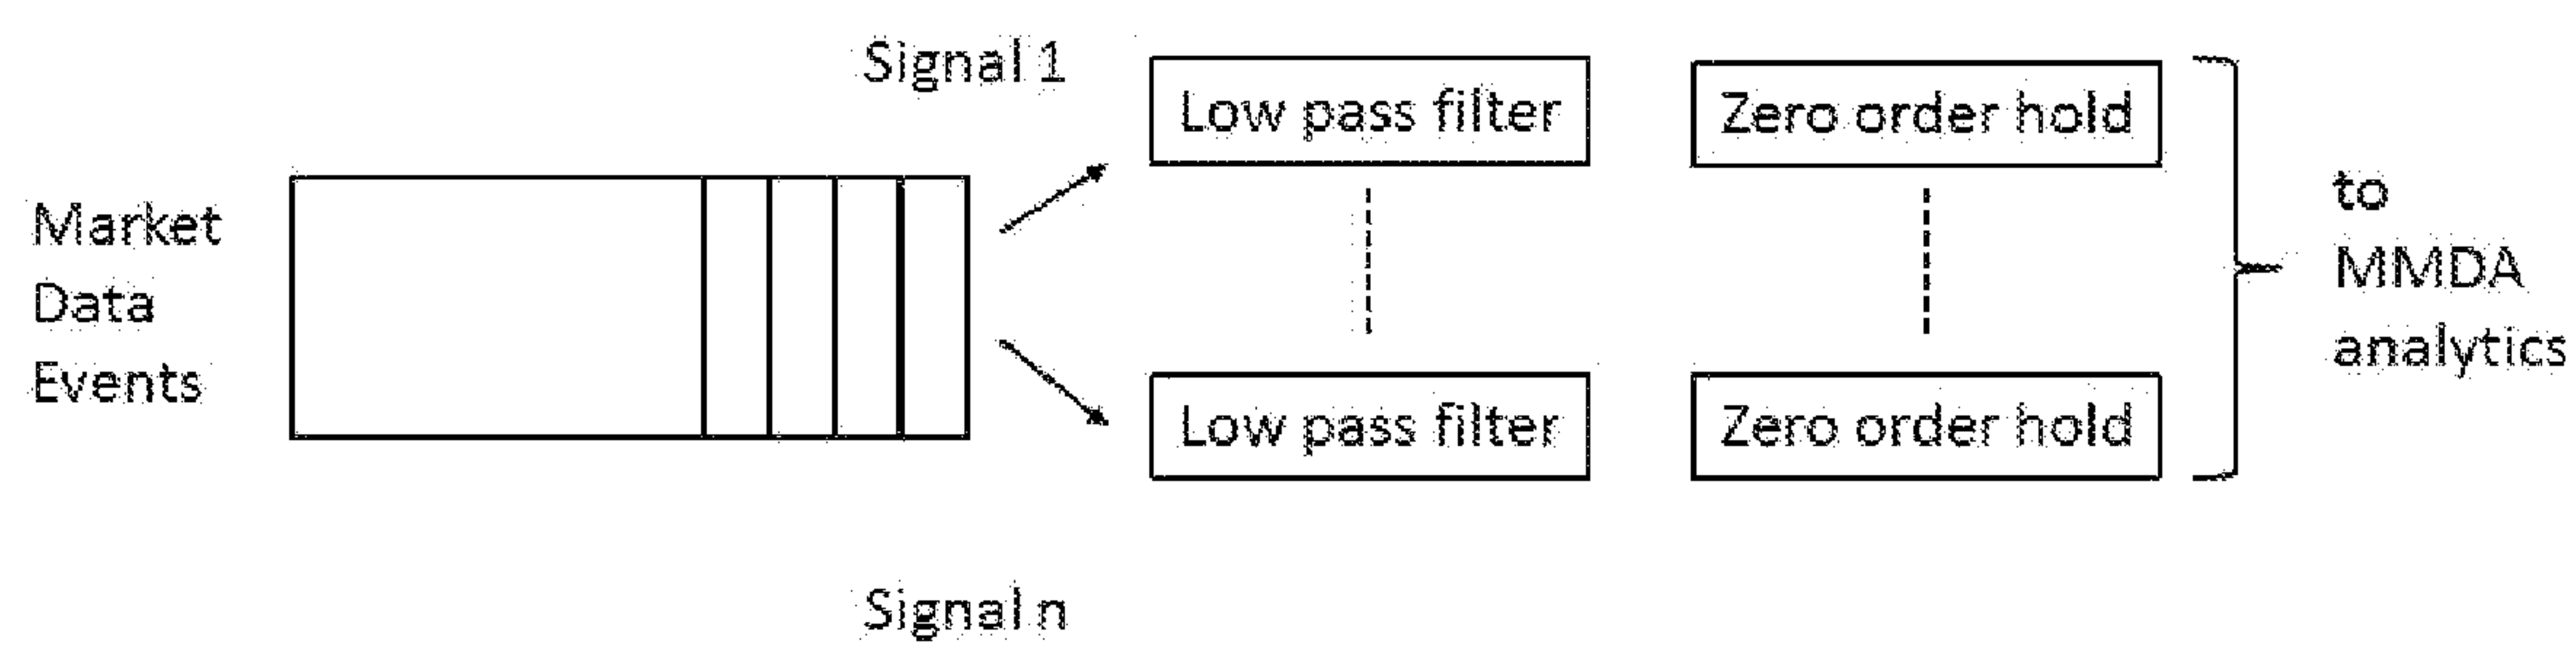 Signal 1
Low pass filter
Zero order hold
Market
Data
Events
to
MMDA
analytics
Low pass filter
Zero order hold
Signal n